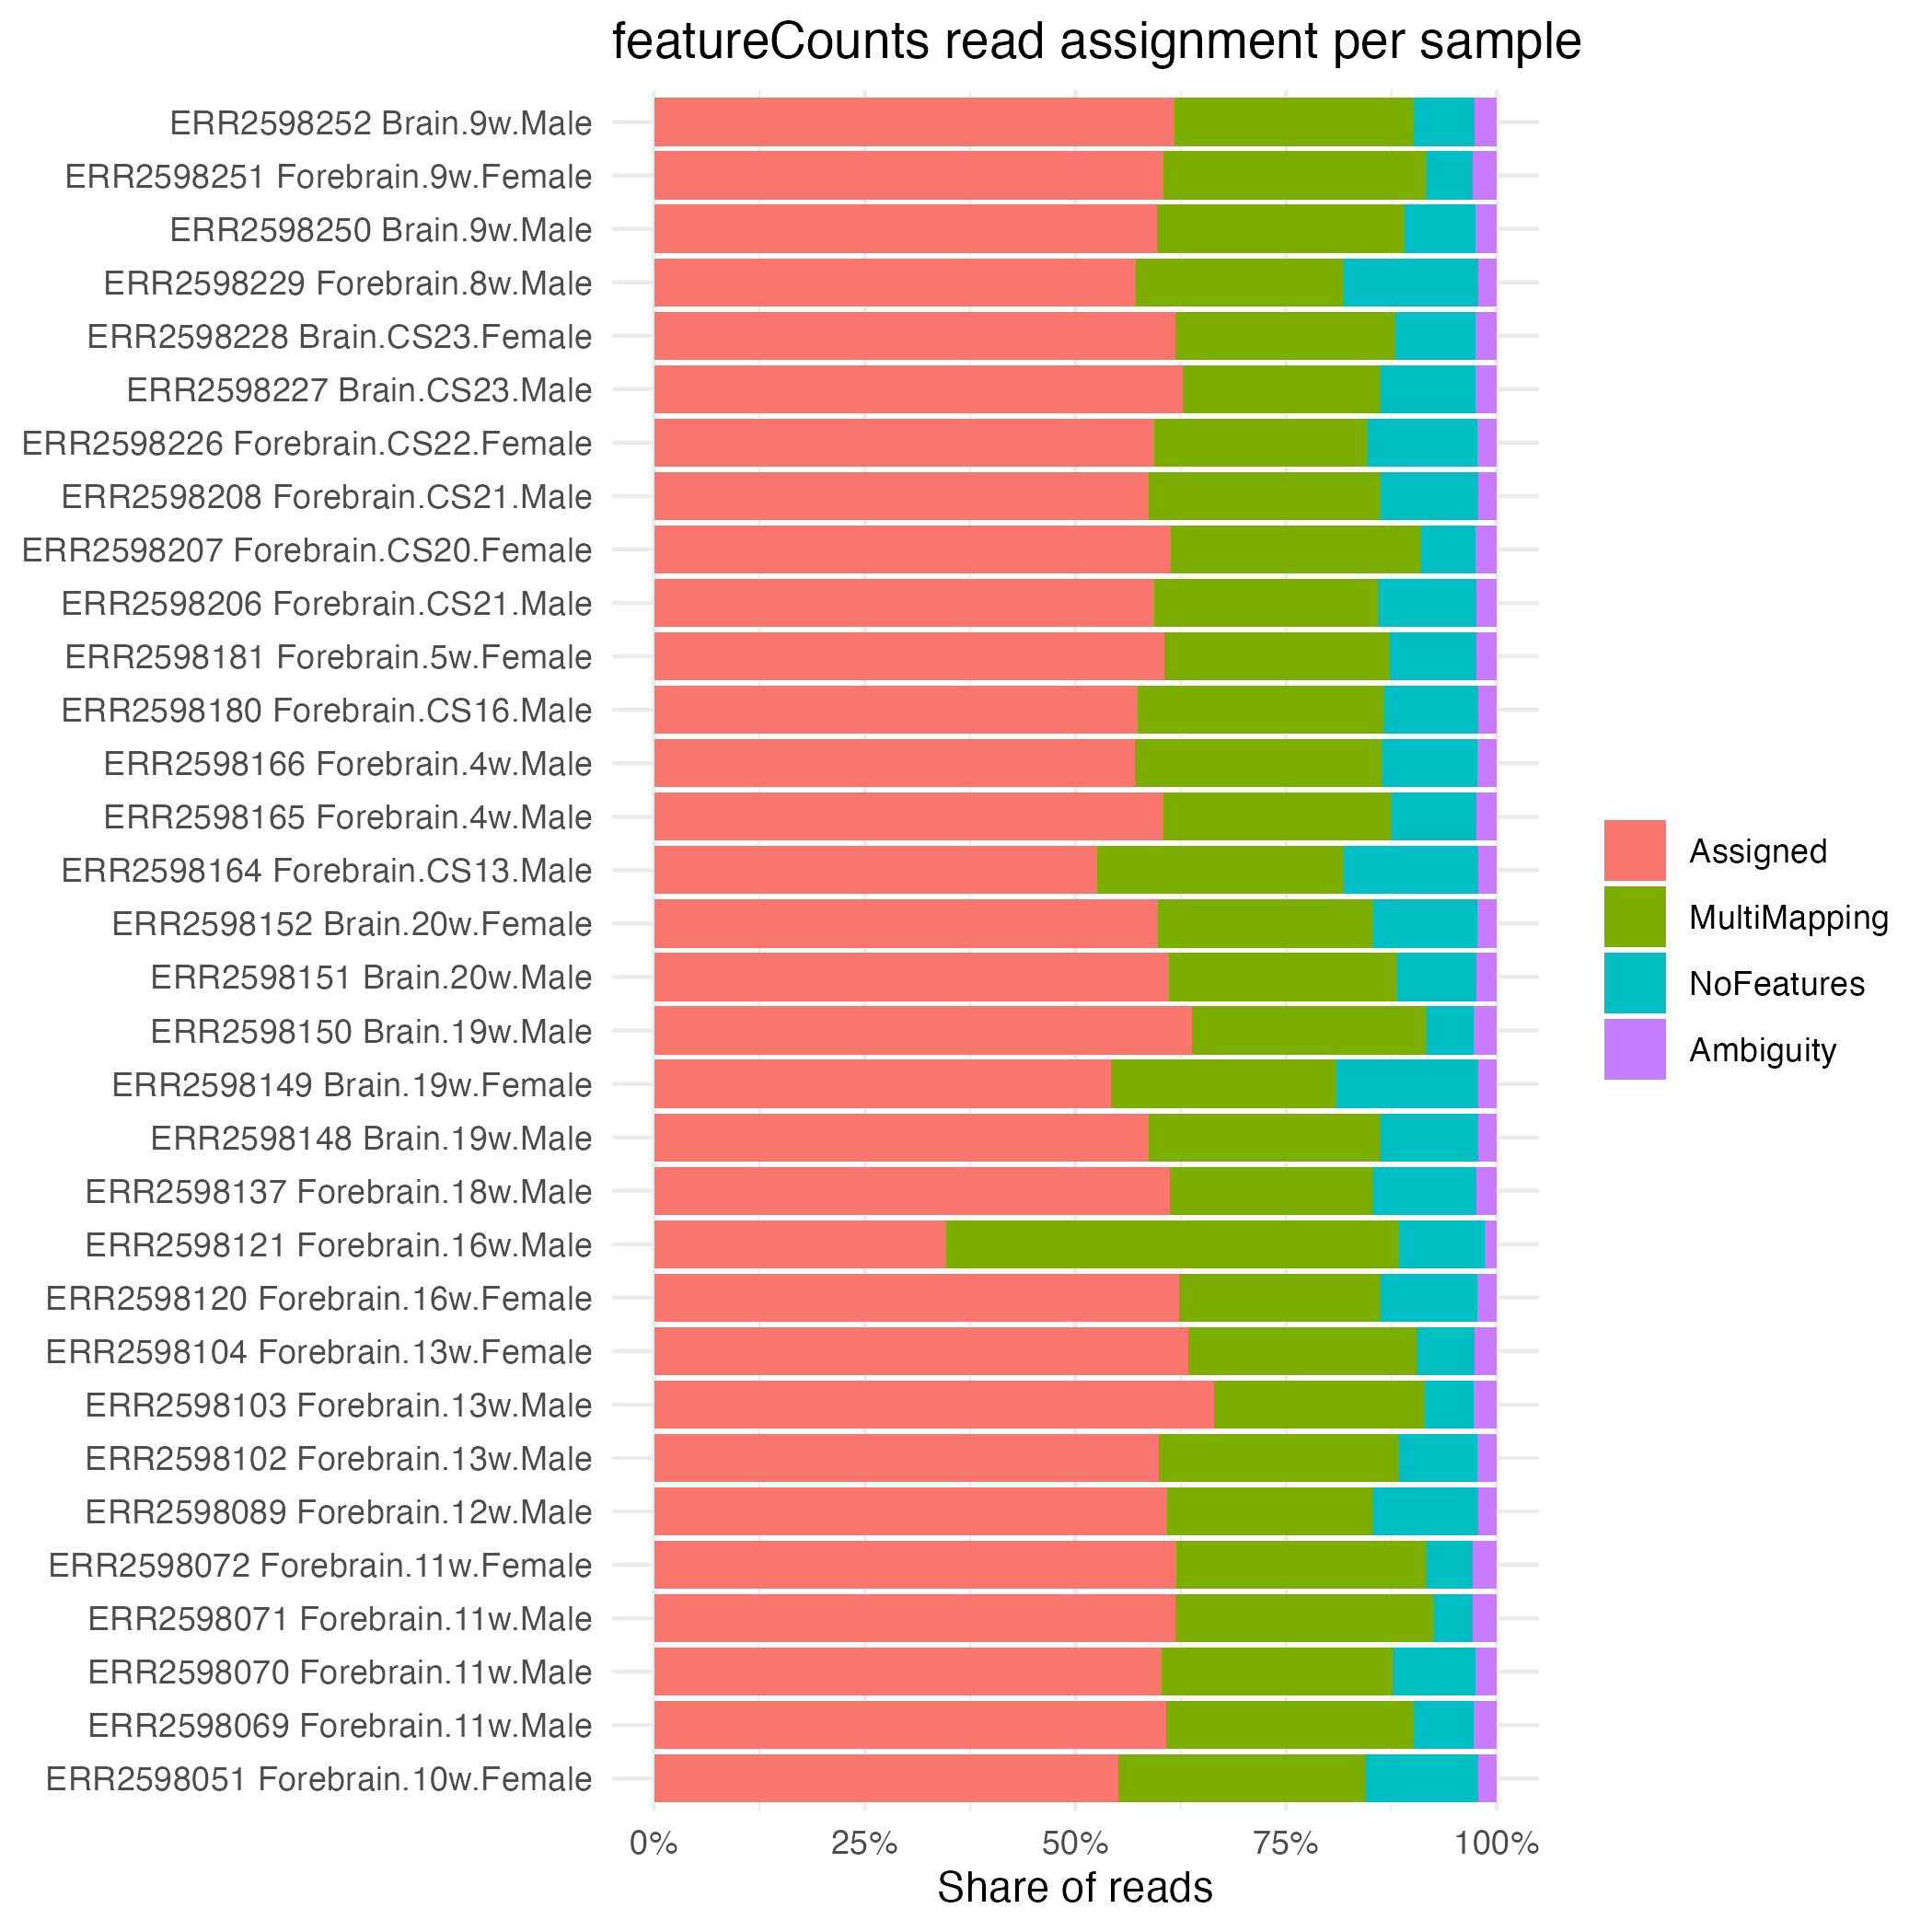 featureCounts read assignment per sample
ERR2598252 Brain.9w.Male
ERR2598251 Forebrain.9w.Female
ERR2598250 Brain.9w.Male
ERR2598229 Forebrain.8w.Male
ERR2598228 Brain.CS23.Female
ERR2598227 Brain.CS23.Male
ERR2598226 Forebrain.CS22.Female
ERR2598208 Forebrain.CS21.Male
ERR2598207 Forebrain.CS20.Female
ERR2598206 Forebrain.CS21.Male
ERR2598181 Forebrain.5w.Female
ERR2598180 Forebrain.CS16.Male
ERR2598166 Forebrain.4w.Male
ERR2598165 Forebrain.4w.Male
ERR2598164 Forebrain.CS13.Male
ERR2598152 Brain.20w.Female
ERR2598151 Brain.20w.Male
ERR2598150 Brain.19w.Male
ERR2598149 Brain.19w.Female
ERR2598148 Brain.19w.Male
ERR2598137 Forebrain.18w.Male
ERR2598121 Forebrain.16w.Male
ERR2598120 Forebrain.16w.Female
ERR2598104 Forebrain.13w.Female
ERR2598103 Forebrain.13w.Male
ERR2598102 Forebrain.13w.Male
ERR2598089 Forebrain.12w.Male
ERR2598072 Forebrain.11w.Female
ERR2598071 Forebrain.11w.Male
ERR2598070 Forebrain.11w.Male
ERR2598069 Forebrain.11w.Male
ERR2598051 Forebrain.10w.Female
0% 25% 50% 75% 100%
Share of reads
Assigned
MultiMapping
NoFeatures
Ambiguity